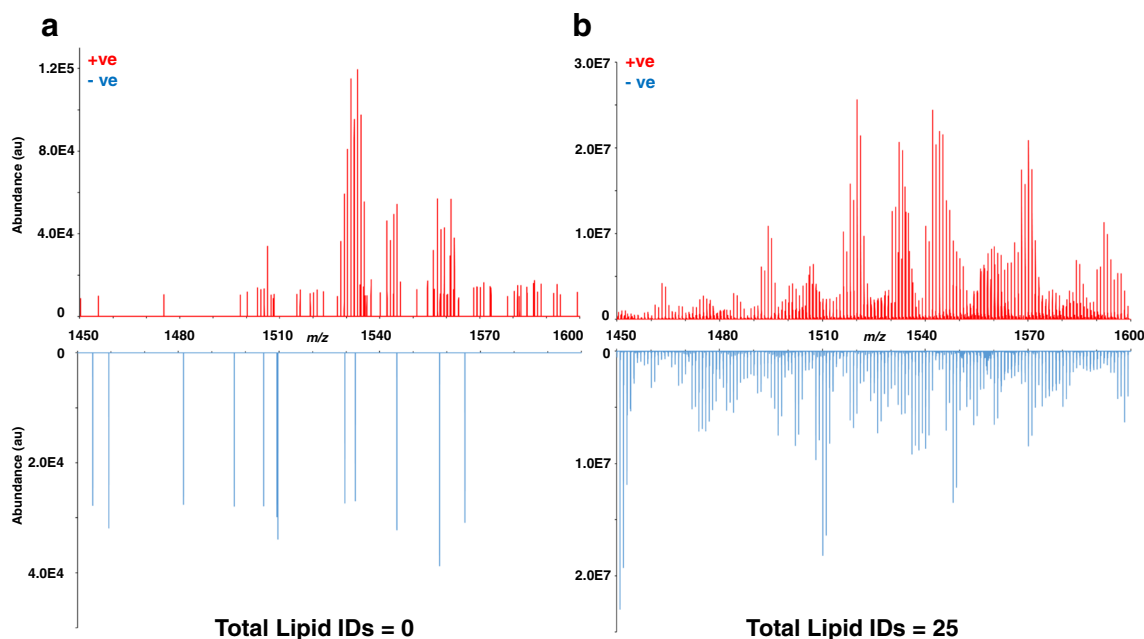 a
+ve
- ve
Abundance (au)
1.2E5
8.0E4
4.0E4
0
1450
1480
1510
m/z
1540
1570
1600
0
2.0E4
4.0E4
Abundance (au)
Total Lipid IDs = 0
b
+ve
- ve
3.0E7
2.0E7
1.0E7
0
1450
1480
1510
m/z
1540
1570
1600
0
1.0E7
2.0E7
Total Lipid IDs = 25